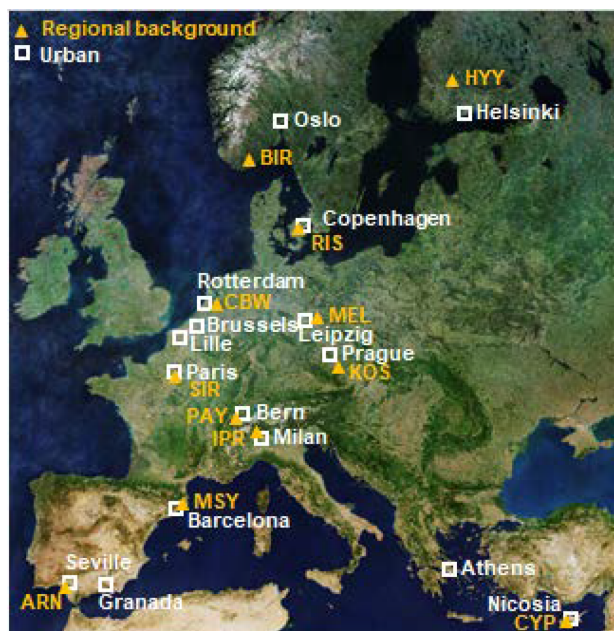 Regional background
Urban
HYY
Helsinki
Oslo
BIR
Copenhagen
RIS
Rotterdam
CBW
MEL
Brussels
Leipzig
Lille
Prague
Paris
KOS
SIR
Bern
PAY
IPR
Milan
MSY
Barcelona
Seville
Athens
ARN
Granada
Nicosia
CYP